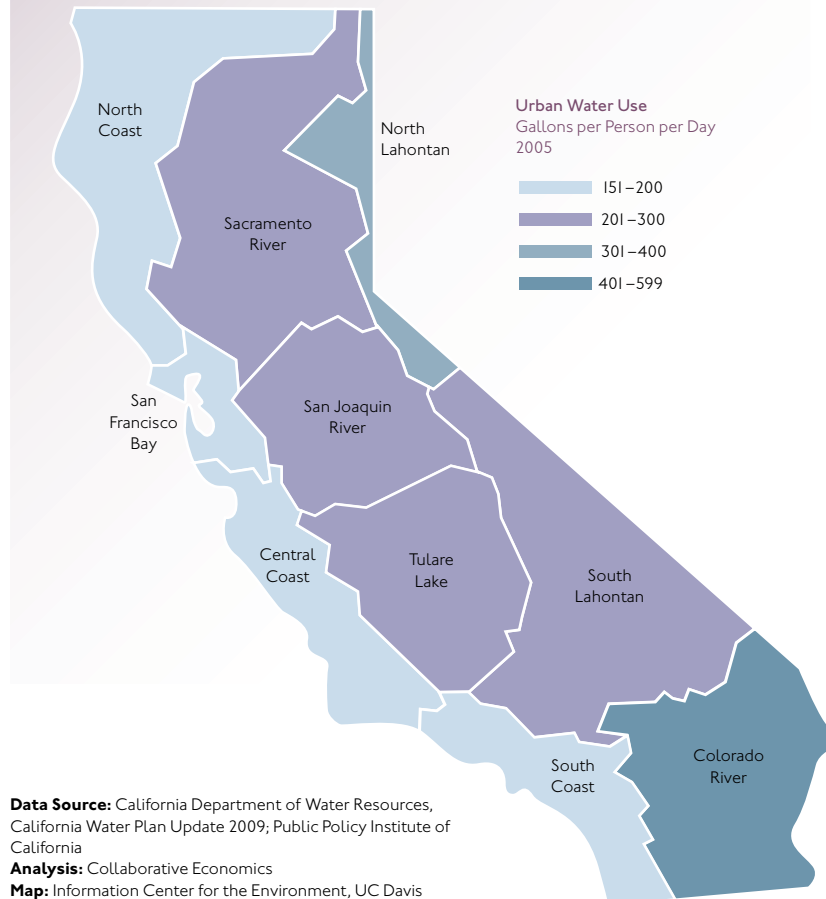 North
Coast
North
Lahontan
Urban Water Use
Gallons per Person per Day
2005
151–200
201–300
301–400
401–599
Sacramento
River
San
Francisco
Bay
San Joaquin
River
Central
Coast
Tulare
Lake
South
Lahontan
South
Coast
Colorado
River
Data Source: California Department of Water Resources,
California Water Plan Update 2009; Public Policy Institute of
California
Analysis: Collaborative Economics
Map: Information Center for the Environment, UC Davis